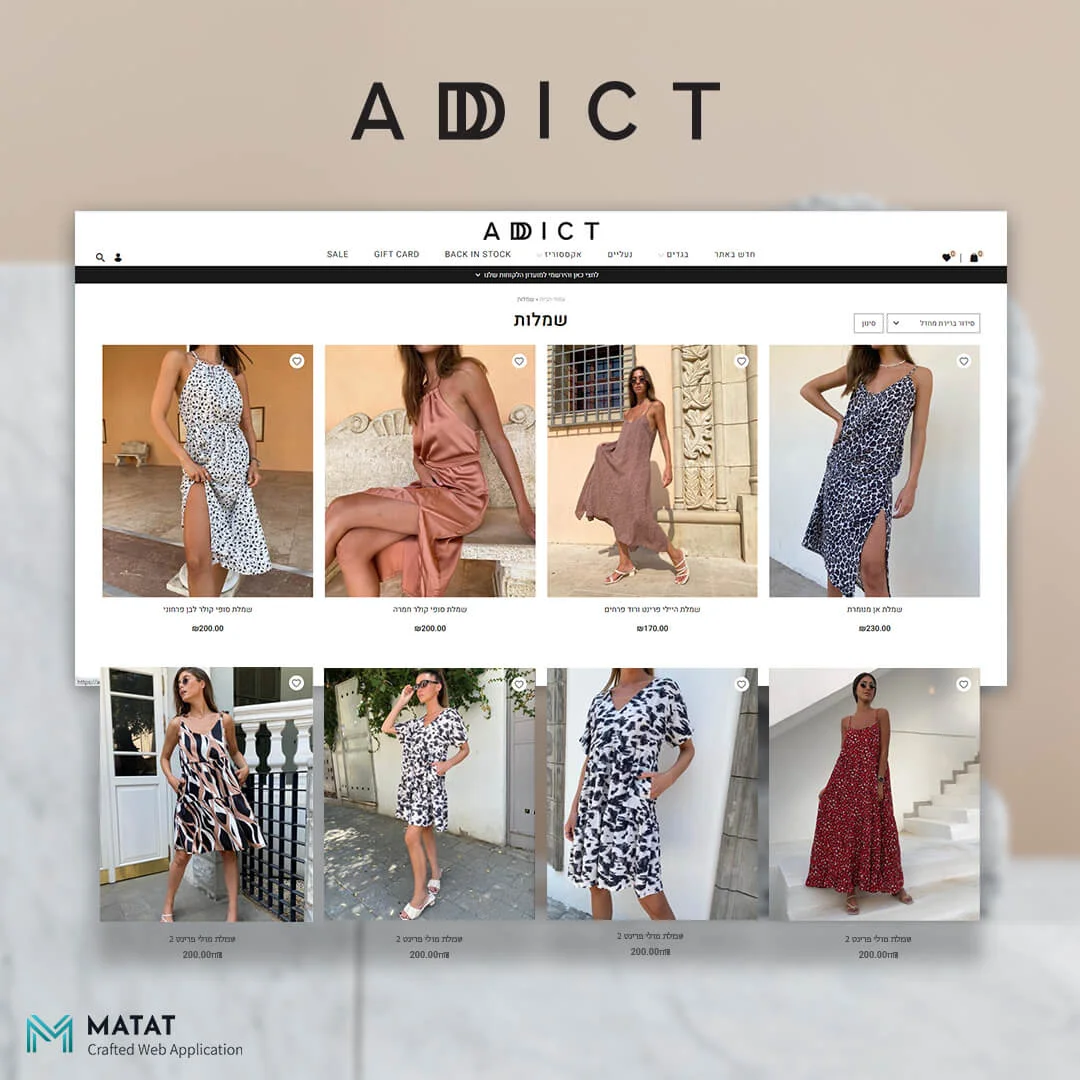 ADDICT
ADDICT
חדש באתר בגדים נעליים אקססוריז BACK IN STOCK GIFT CARD SALE
0 | 0
לחצי כאן והירשמי למועדון הלקוחות שלנו
עמוד הבית » שמלות
שמלות
סידור ברירת מחדל סינון
שמלת סופי קולר לבן פרחוני
₪200.00
שמלת סופי קולר חמרה
₪200.00
שמלת היילי פרינט ורוד פרחים
₪170.00
שמלת אן מנומרת
₪230.00
שמלת מולי פרינט 2
200.00₪
שמלת מולי פרינט 2
200.00₪
שמלת מולי פרינט 2
200.00₪
שמלת מולי פרינט 2
200.00₪
MATAT
Crafted Web Application